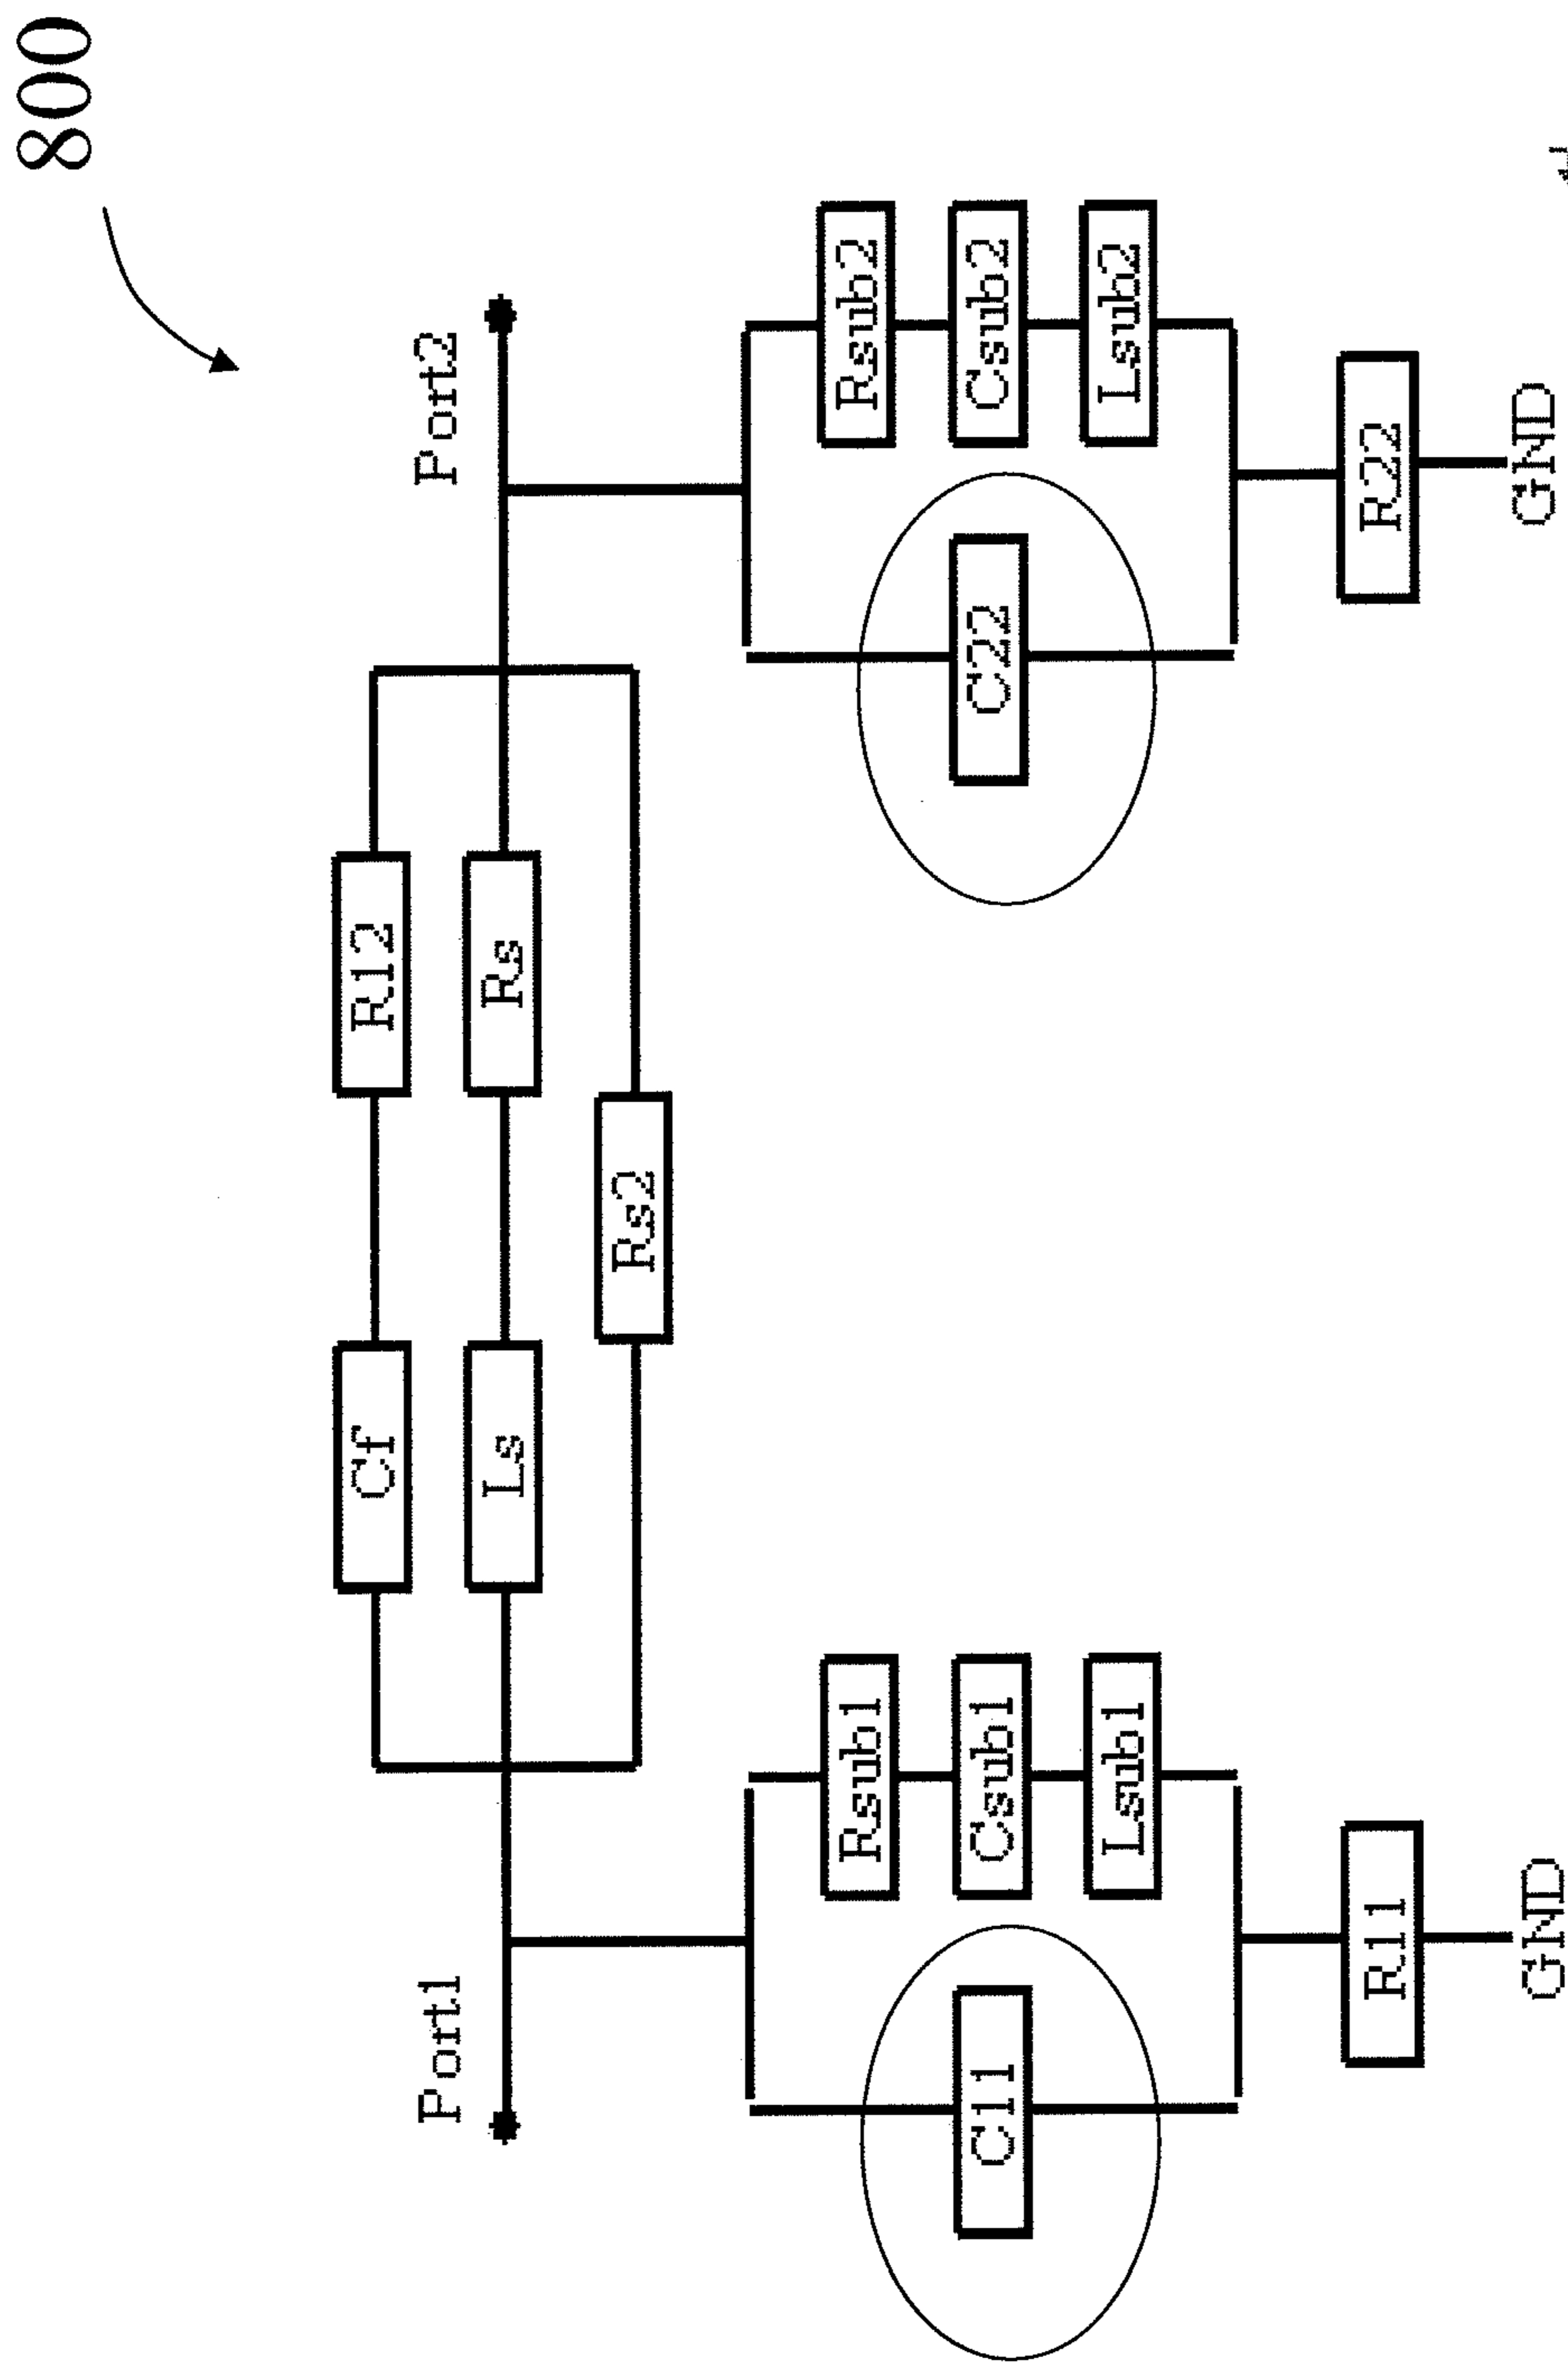 800
Port1
Port2
Cf
R12
Ls
Rs
Rs2
C11
Rsub1
Csub1
Lsub1
R11
GND
C22
Rsub2
Csub2
Lsub2
R22
GND